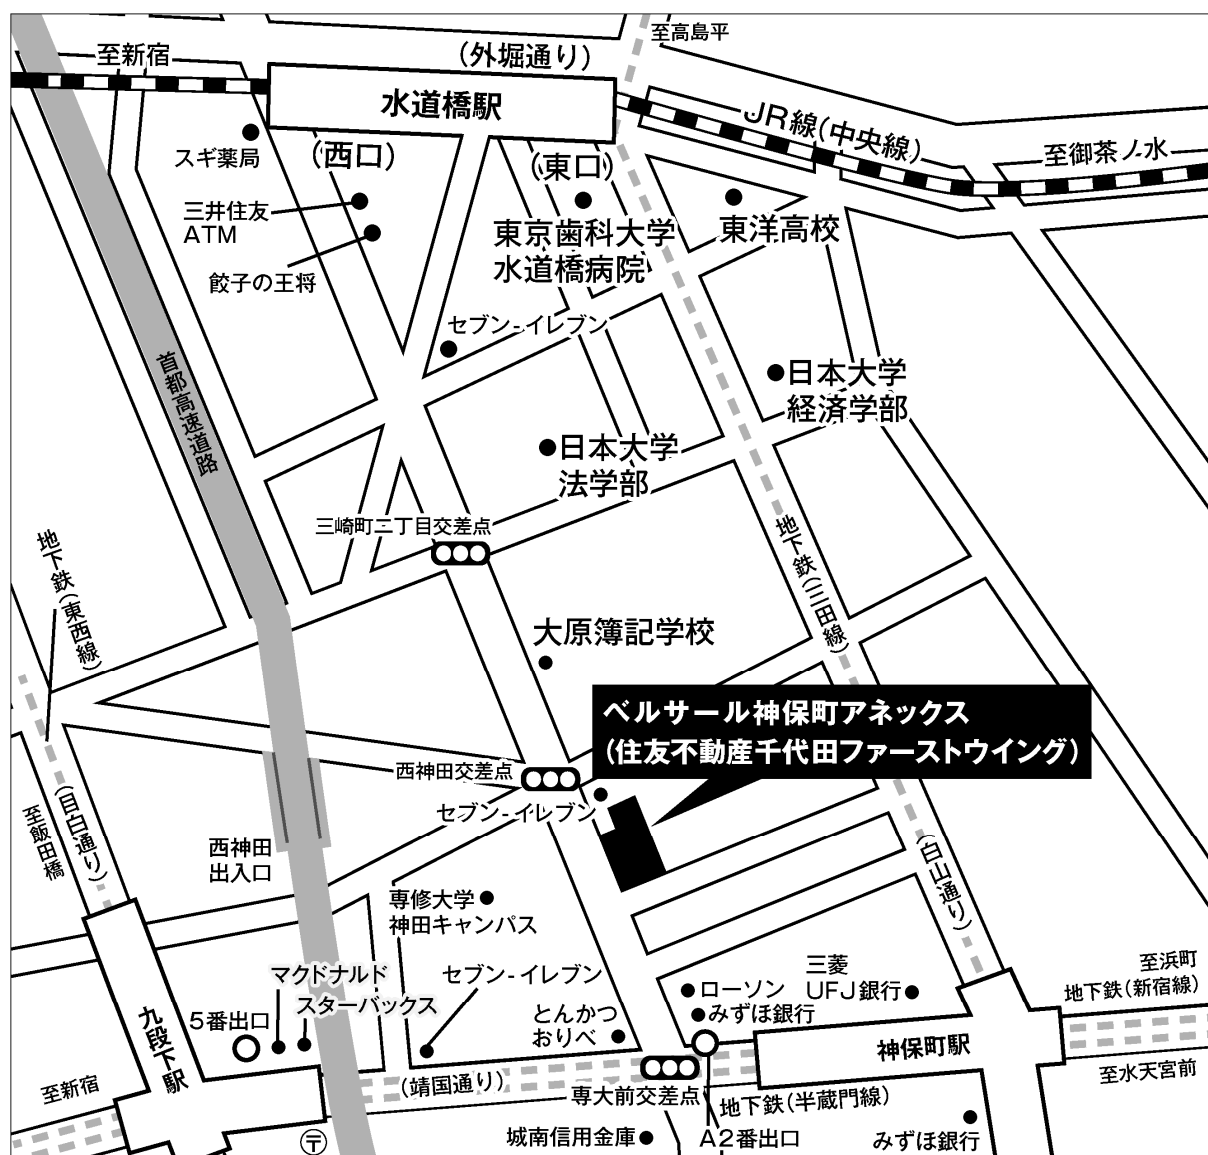 至高島平
至新宿
(外堀通り)
水道橋駅
JR線(中央線)
至御茶ノ水
スギ薬局
(西口)
(東口)
三井住友
ATM
東京歯科大学
水道橋病院
東洋高校
餃子の王将
セブン-イレブン
首都高速道路
日本大学
経済学部
日本大学
法学部
三崎町二丁目交差点
地下鉄(三田線)
地下鉄(東西線)
大原簿記学校
ベルサール神保町アネックス
(住友不動産千代田ファーストウイング)
西神田交差点
セブン-イレブン
(目白通り)
至飯田橋
西神田
出入口
(白山通り)
専修大学
神田キャンパス
マクドナルド
スターバックス
セブン-イレブン
ローソン
三菱
UFJ銀行
みずほ銀行
至浜町
地下鉄(新宿線)
九段下駅
5番出口
とんかつ
おりべ
神保町駅
至新宿
(靖国通り)
専大前交差点
地下鉄(半蔵門線)
至水天宮前
〒
城南信用金庫
A2番出口
みずほ銀行